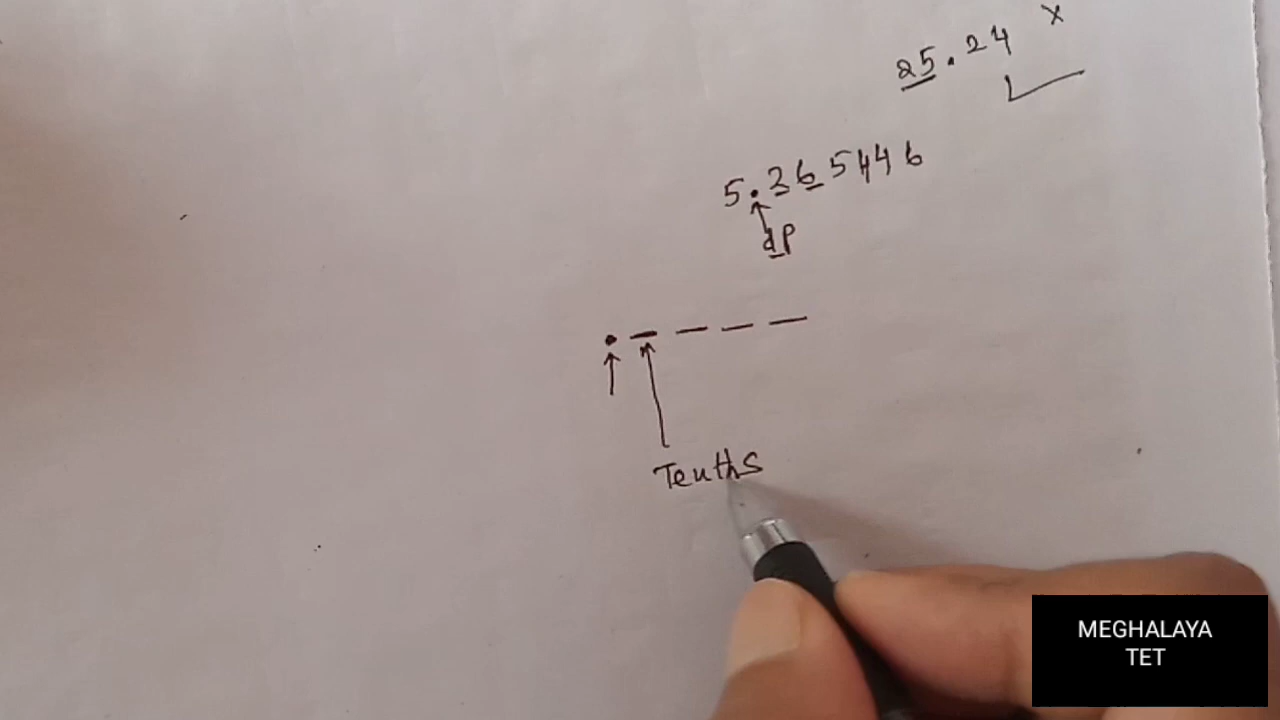 25.24 x
5.365446
dp
. _ _ _ _
Tenths
MEGHALAYA
TET